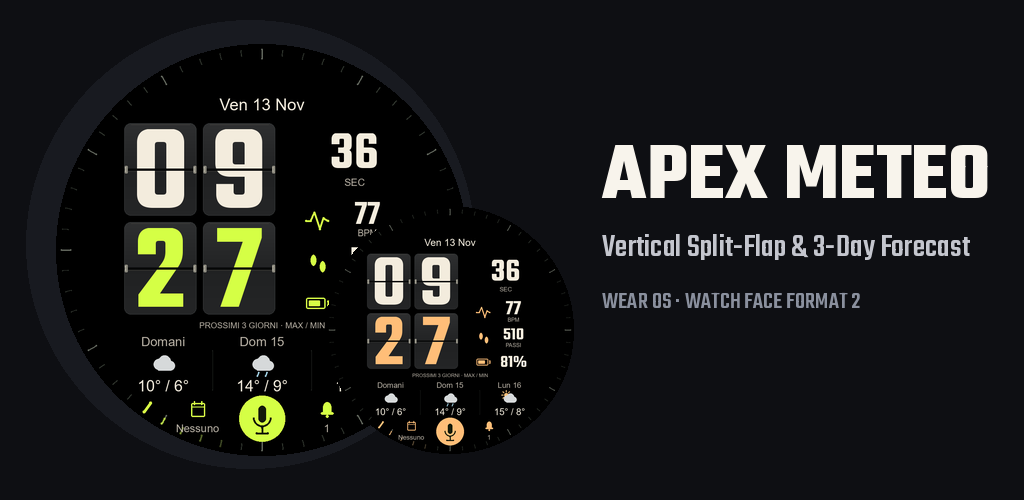 Ven 13 Nov
09
36
SEC
27
77
BPM
PROSSIMI 3 GIORNI · MAX / MIN
Domani
Dom 15
10° / 6°
14° / 9°
Nessuno
1
Ven 13 Nov
09
36
SEC
27
77
BPM
510
PASSI
81%
PROSSIMI 3 GIORNI · MAX / MIN
Domani
Dom 15
Lun 16
10° / 6°
14° / 9°
15° / 8°
Nessuno
1
APEX METEO
Vertical Split-Flap & 3-Day Forecast
WEAR OS · WATCH FACE FORMAT 2